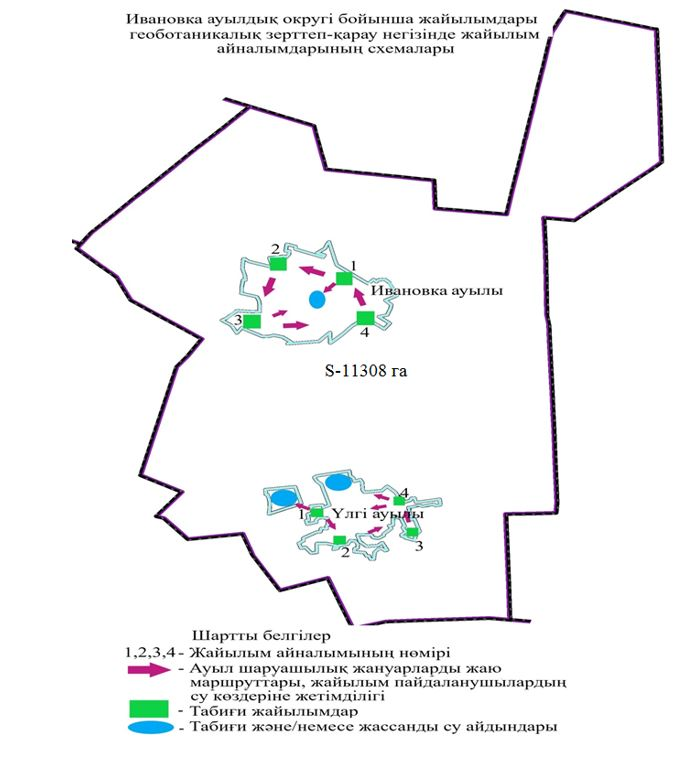 Ивановка ауылдық округі бойынша жайылымдары
геоботаникалық зерттеп-қарау негізінде жайылым
айналымдарының схемалары
2
1
Ивановка ауылы
3
4
S-11308 га
4
1
Үлгі ауылы
2
3
Шартты белгілер
1,2,3,4 - Жайылым айналымының нөмірі
- Ауыл шаруашылық жануарларды жаю
маршруттары, жайылым пайдаланушылардың
су көздеріне жетімділігі
- Табиғи жайылымдар
- Табиғи және/немесе жассанды су айдындары